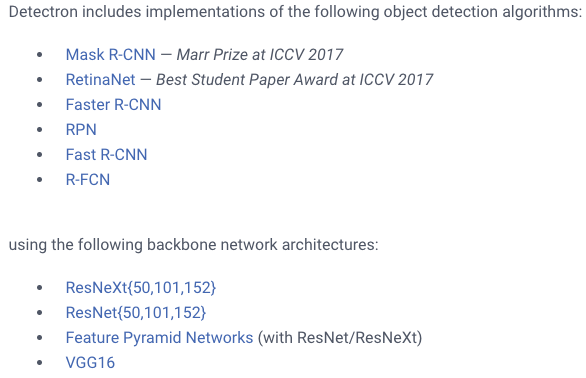 Detectron includes implementations of the following object detection algorithms:
• Mask R-CNN — Marr Prize at ICCV 2017
• RetinaNet — Best Student Paper Award at ICCV 2017
• Faster R-CNN
• RPN
• Fast R-CNN
• R-FCN
using the following backbone network architectures:
• ResNeXt{50,101,152}
• ResNet{50,101,152}
• Feature Pyramid Networks (with ResNet/ResNeXt)
• VGG16